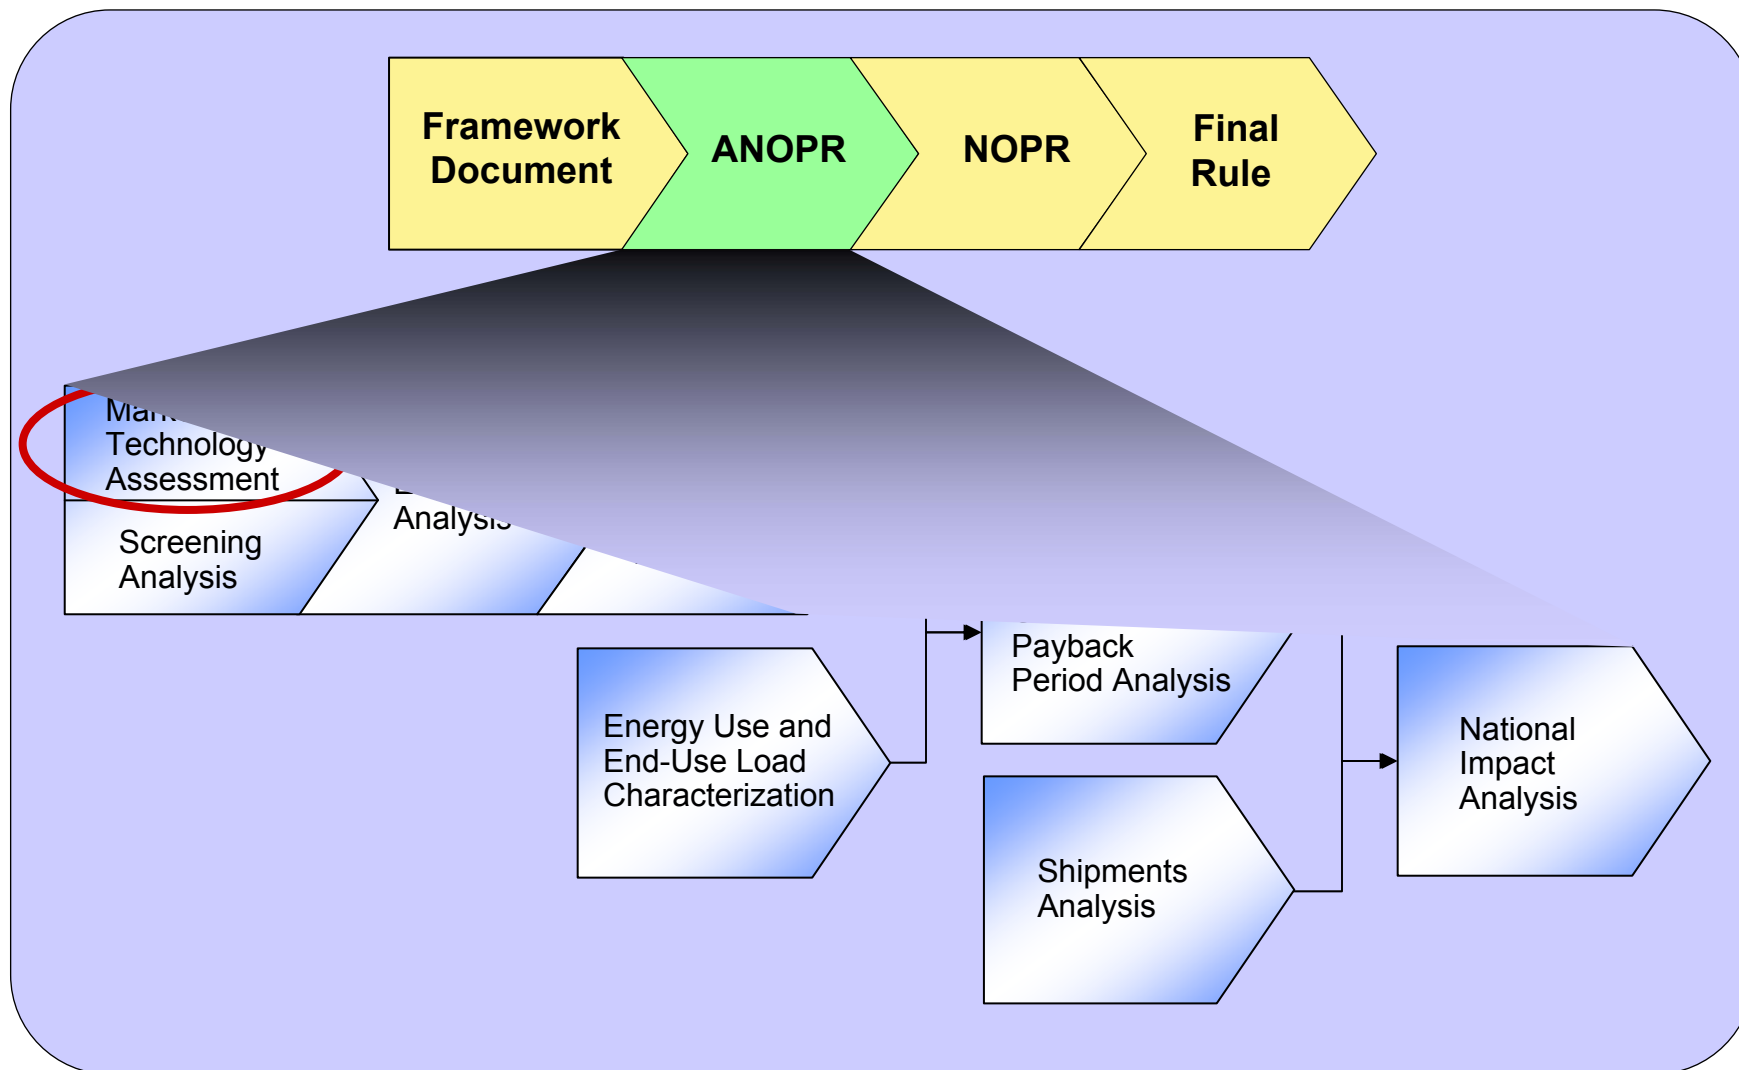 Framework
Document
ANOPR
NOPR
Final
Rule
Technology
Assessment
Screening
Analysis
Analysis
Energy Use and
End-Use Load
Characterization
Payback
Period Analysis
Shipments
Analysis
National
Impact
Analysis